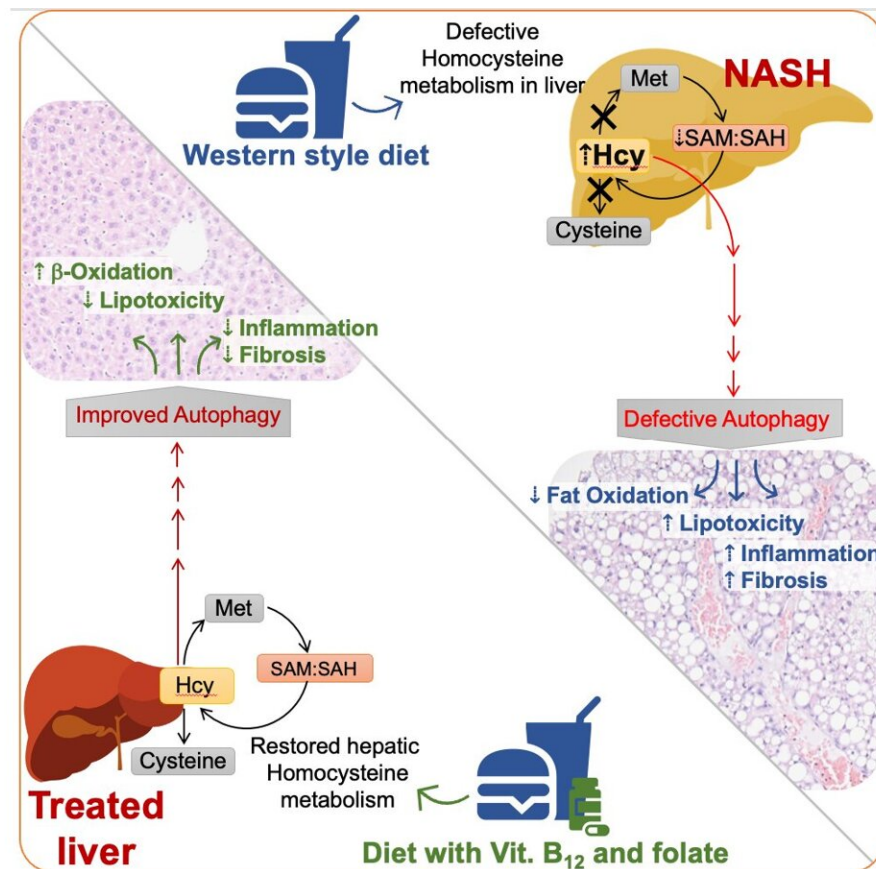 Western style diet
Defective
Homocysteine
metabolism in liver
NASH
Met
↓SAM:SAH
↑Hcy
Cysteine
Defective Autophagy
↓ Fat Oxidation
↑ Lipotoxicity
↑ Inflammation
↑ Fibrosis
↑ β-Oxidation
↓ Lipotoxicity
↓ Inflammation
↓ Fibrosis
Improved Autophagy
Met
SAM:SAH
Hcy
Cysteine
Treated
liver
Restored hepatic
Homocysteine
metabolism
Diet with Vit. B₁₂ and folate